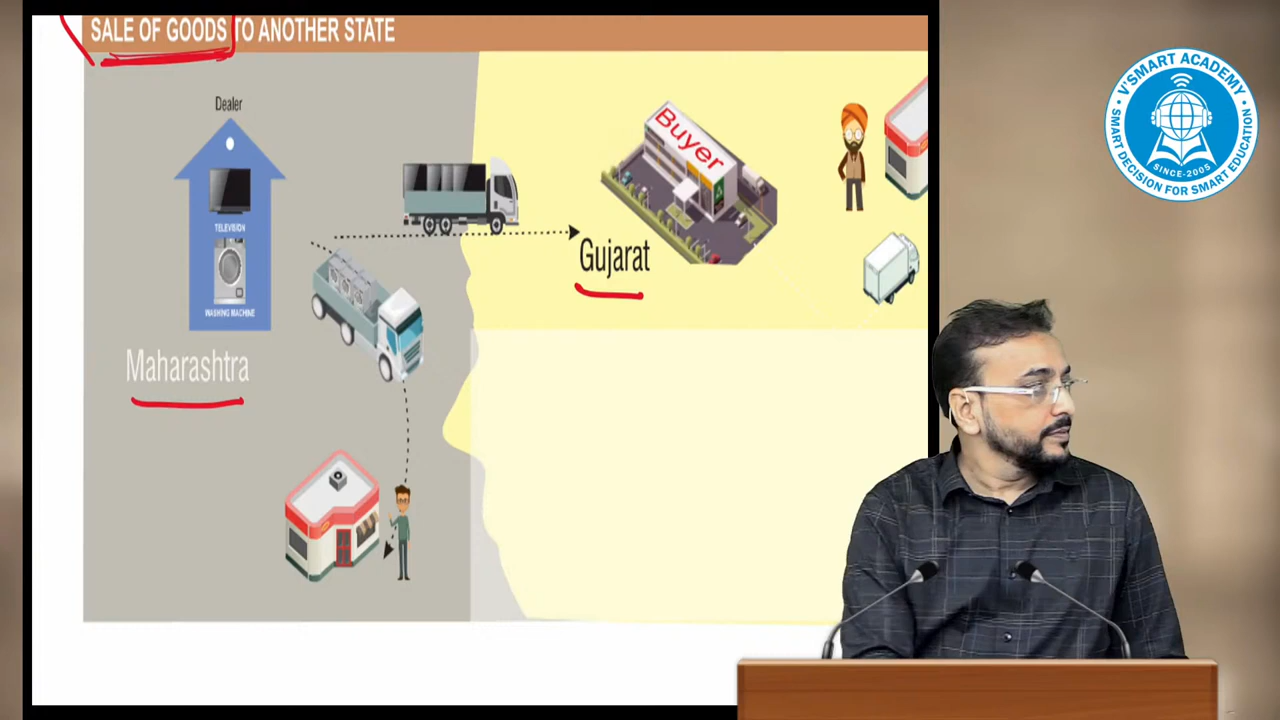 SALE OF GOODS TO ANOTHER STATE
Dealer
TELEVISION
WASHING MACHINE
Maharashtra
Buyer
Gujarat
V'SMART ACADEMY
SINCE-2005
SMART DECISION FOR SMART EDUCATION